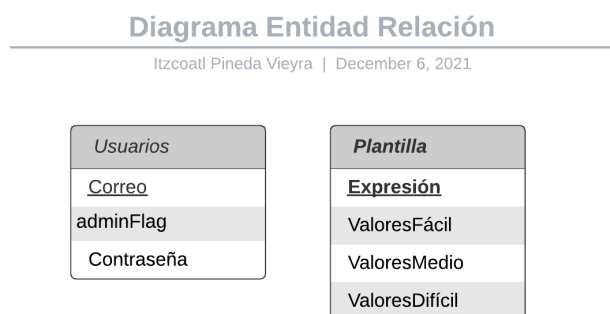 Diagrama Entidad Relación
Itzcoatl Pineda Vieyra | December 6, 2021
Usuarios
Correo
adminFlag
Contraseña
Plantilla
Expresión
ValoresFácil
ValoresMedio
ValoresDifícil